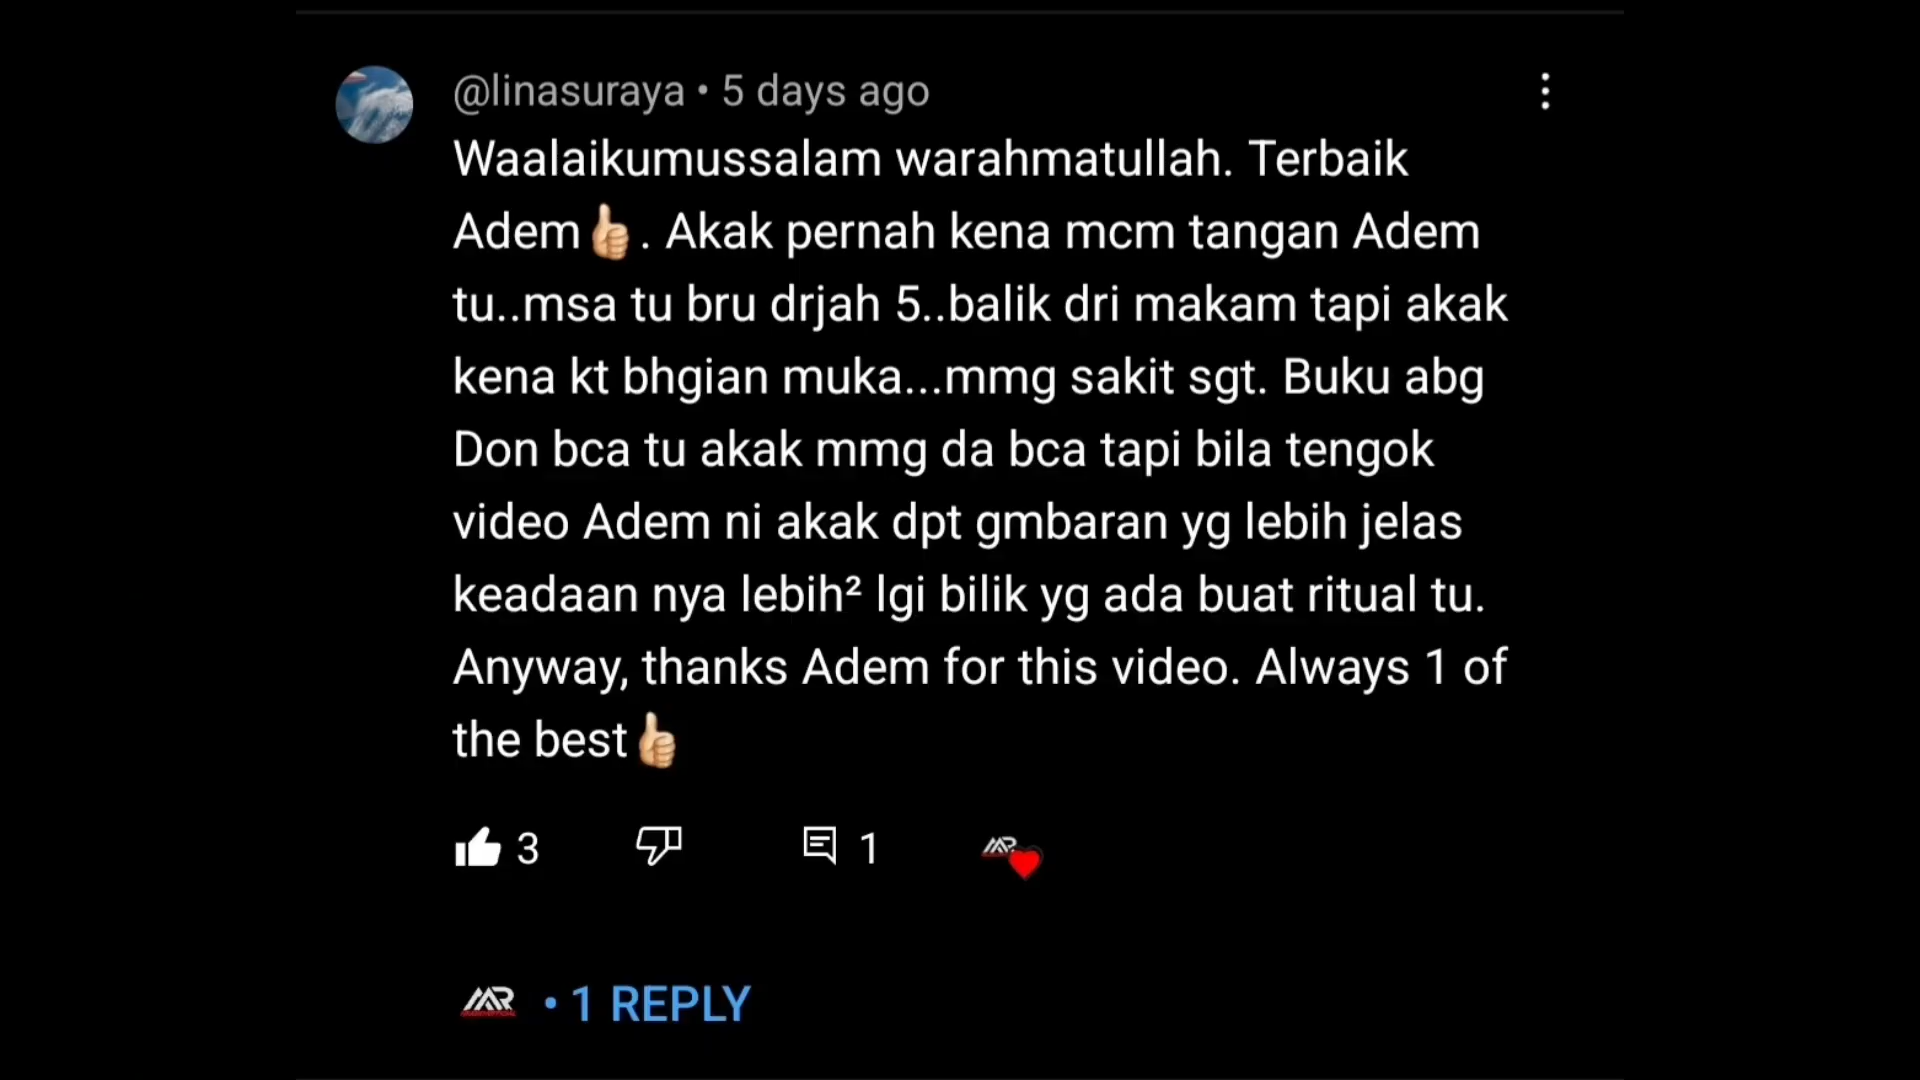 @linasuraya • 5 days ago
Waalaikumussalam warahmatullah. Terbaik
Adem👍🏻. Akak pernah kena mcm tangan Adem
tu..msa tu bru drjah 5..balik dri makam tapi akak
kena kt bhgian muka...mmg sakit sgt. Buku abg
Don bca tu akak mmg da bca tapi bila tengok
video Adem ni akak dpt gmbaran yg lebih jelas
keadaan nya lebih² lgi bilik yg ada buat ritual tu.
Anyway, thanks Adem for this video. Always 1 of
the best👍🏻
3 1
• 1 REPLY